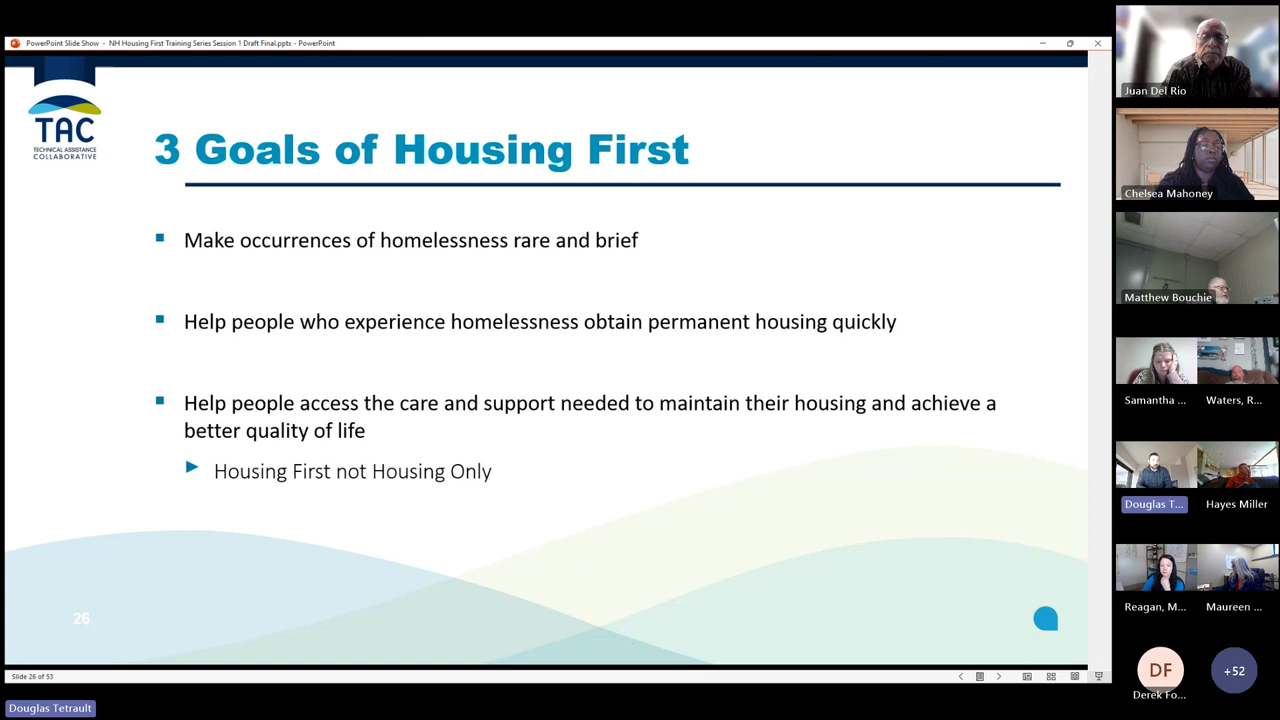 PowerPoint Slide Show - NH Housing First Training Series Session 1 Draft Final.pptx - PowerPoint
TAC
TECHNICAL ASSISTANCE
COLLABORATIVE
3 Goals of Housing First
Make occurrences of homelessness rare and brief
Help people who experience homelessness obtain permanent housing quickly
Help people access the care and support needed to maintain their housing and achieve a
better quality of life
Housing First not Housing Only
26
Slide 26 of 53
Douglas Tetrault
Juan Del Rio
Chelsea Mahoney
Matthew Bouchie
Samantha ...
Waters, R...
Douglas T...
Hayes Miller
Reagan, M...
Maureen ...
DF
Derek Fo...
+52